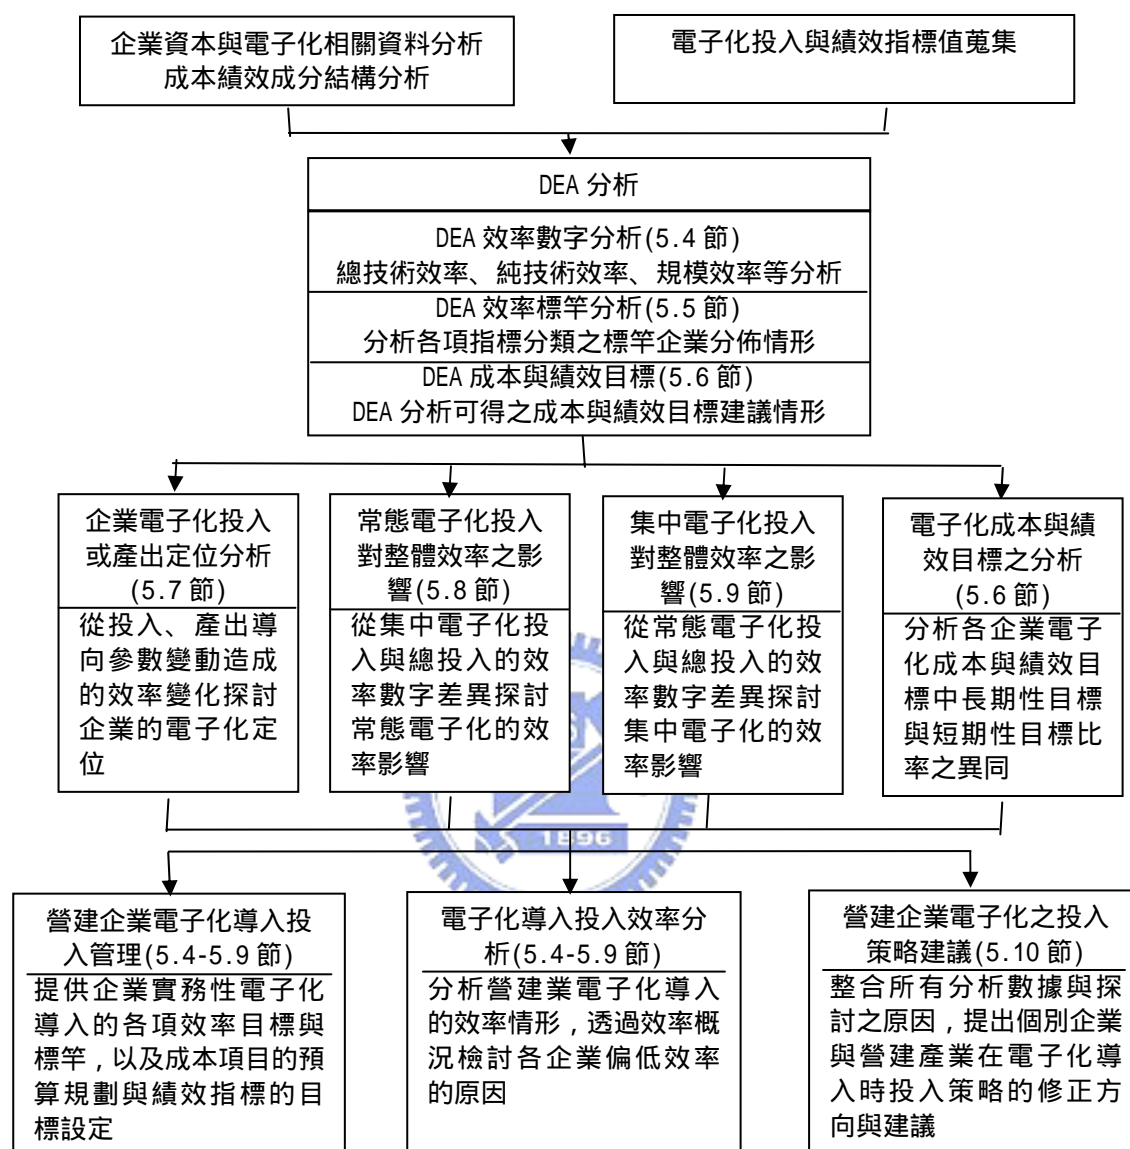 企業資本與電子化相關資料分析
成本績效成分結構分析
電子化投入與績效指標值蒐集
DEA 分析
DEA 效率數字分析(5.4 節)
總技術效率、純技術效率、規模效率等分析
DEA 效率標竿分析(5.5 節)
分析各項指標分類之標竿企業分佈情形
DEA 成本與績效目標(5.6 節)
DEA 分析可得之成本與績效目標建議情形
企業電子化投入
或產出定位分析
(5.7 節)
從投入、產出導
向參數變動造成
的效率變化探討
企業的電子化定
位
常態電子化投入
對整體效率之影
響(5.8 節)
從集中電子化投
入與總投入的效
率數字差異探討
常態電子化的效
率影響
集中電子化投入
對整體效率之影
響(5.9 節)
從常態電子化投
入與總投入的效
率數字差異探討
集中電子化的效
率影響
電子化成本與績
效目標之分析
(5.6 節)
分析各企業電子
化成本與績效目
標中長期性目標
與短期性目標比
率之異同
1896
營建企業電子化導入投
入管理(5.4-5.9 節)
提供企業實務性電子化
導入的各項效率目標與
標竿，以及成本項目的預
算規劃與績效指標的目
標設定
電子化導入投入效率分
析(5.4-5.9 節)
分析營建業電子化導入
的效率情形，透過效率概
況檢討各企業偏低效率
的原因
營建企業電子化之投入
策略建議(5.10 節)
整合所有分析數據與探
討之原因，提出個別企業
與營建產業在電子化導
入時投入策略的修正方
向與建議